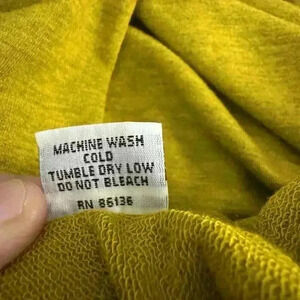 MACHINE WASH
COLD
TUMBLE DRY LOW
DO NOT BLEACH
RN 86136